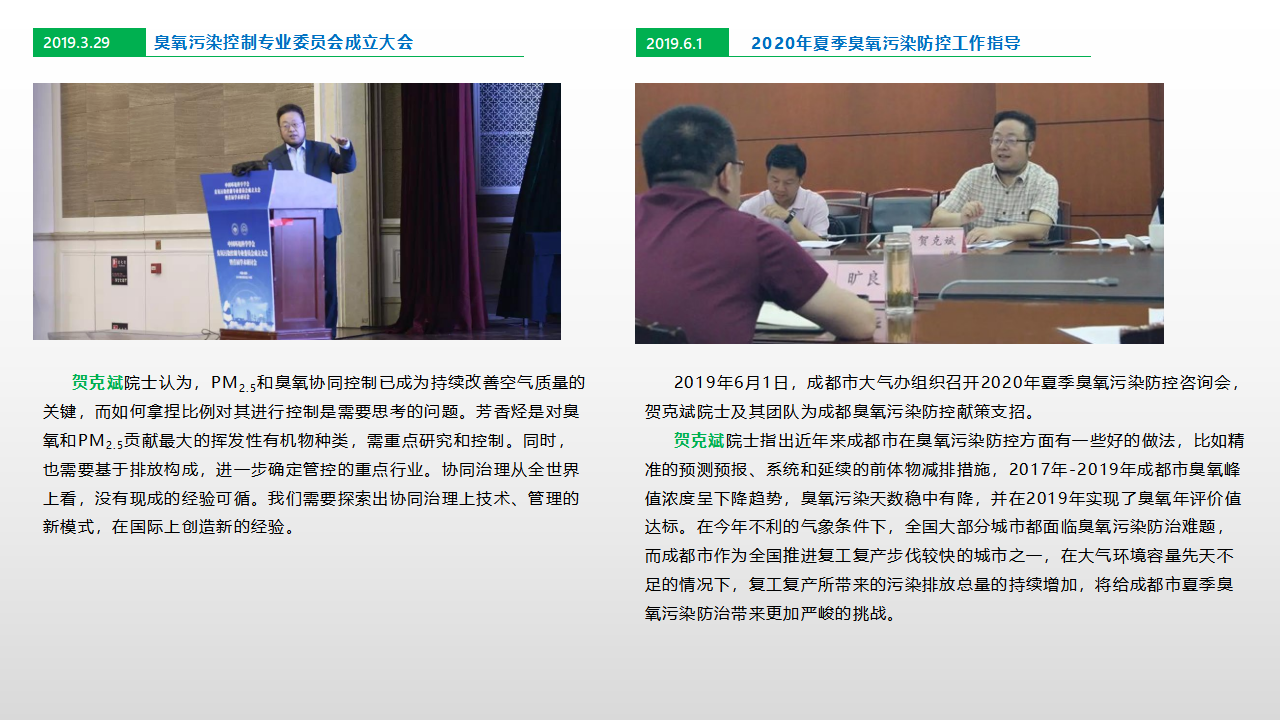 2019.3.29
臭氧污染控制专业委员会成立大会
贺克斌院士认为，PM2.5和臭氧协同控制已成为持续改善空气质量的
关键，而如何拿捏比例对其进行控制是需要思考的问题。芳香烃是对臭
氧和PM2.5贡献最大的挥发性有机物种类，需重点研究和控制。同时，
也需要基于排放构成，进一步确定管控的重点行业。协同治理从全世界
上看，没有现成的经验可循。我们需要探索出协同治理上技术、管理的
新模式，在国际上创造新的经验。
2019.6.1
2020年夏季臭氧污染防控工作指导
贺克斌
旷良
2019年6月1日，成都市大气办组织召开2020年夏季臭氧污染防控咨询会，
贺克斌院士及其团队为成都臭氧污染防控献策支招。
贺克斌院士指出近年来成都市在臭氧污染防控方面有一些好的做法，比如精
准的预测预报、系统和延续的前体物减排措施，2017年-2019年成都市臭氧峰
值浓度呈下降趋势，臭氧污染天数稳中有降，并在2019年实现了臭氧年评价值
达标。在今年不利的气象条件下，全国大部分城市都面临臭氧污染防治难题，
而成都市作为全国推进复工复产步伐较快的城市之一，在大气环境容量先天不
足的情况下，复工复产所带来的污染排放总量的持续增加，将给成都市夏季臭
氧污染防治带来更加严峻的挑战。